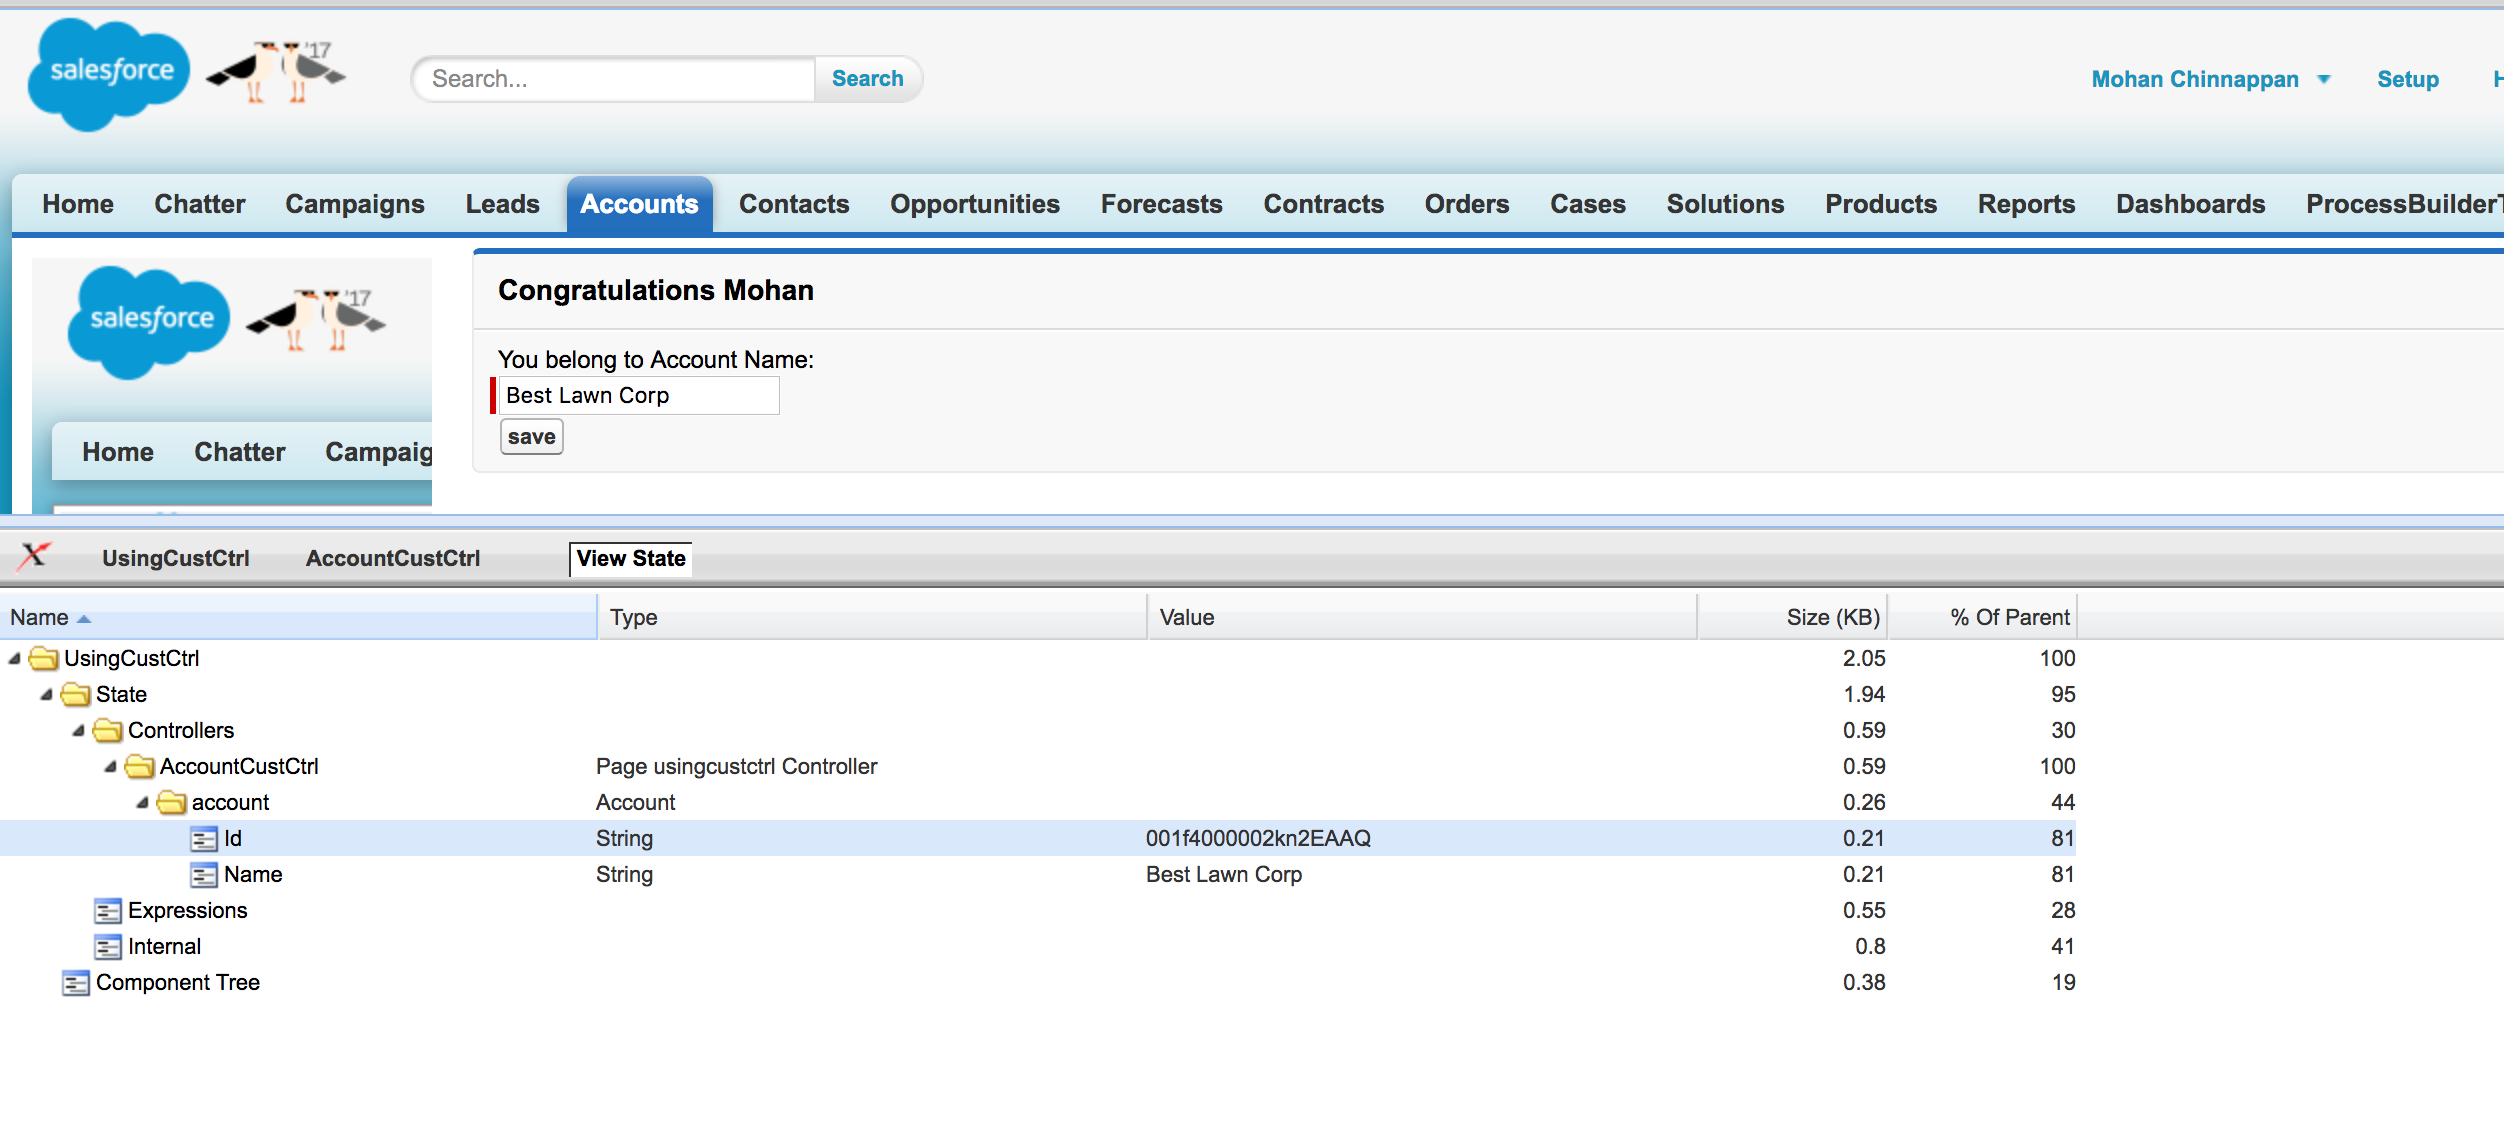 salesforce '17 Search... Search Mohan Chinnappan Setup
Home Chatter Campaigns Leads Accounts Contacts Opportunities Forecasts Contracts Orders Cases Solutions Products Reports Dashboards ProcessBuilderT
salesforce '17
Home Chatter Campaig
Congratulations Mohan
You belong to Account Name:
Best Lawn Corp
save
UsingCustCtrl AccountCustCtrl View State
Name Type Value Size (KB) % Of Parent
UsingCustCtrl 2.05 100
State 1.94 95
Controllers 0.59 30
AccountCustCtrl Page usingcustctrl Controller 0.59 100
account Account 0.26 44
Id String 001f4000002kn2EAAQ 0.21 81
Name String Best Lawn Corp 0.21 81
Expressions 0.55 28
Internal 0.8 41
Component Tree 0.38 19